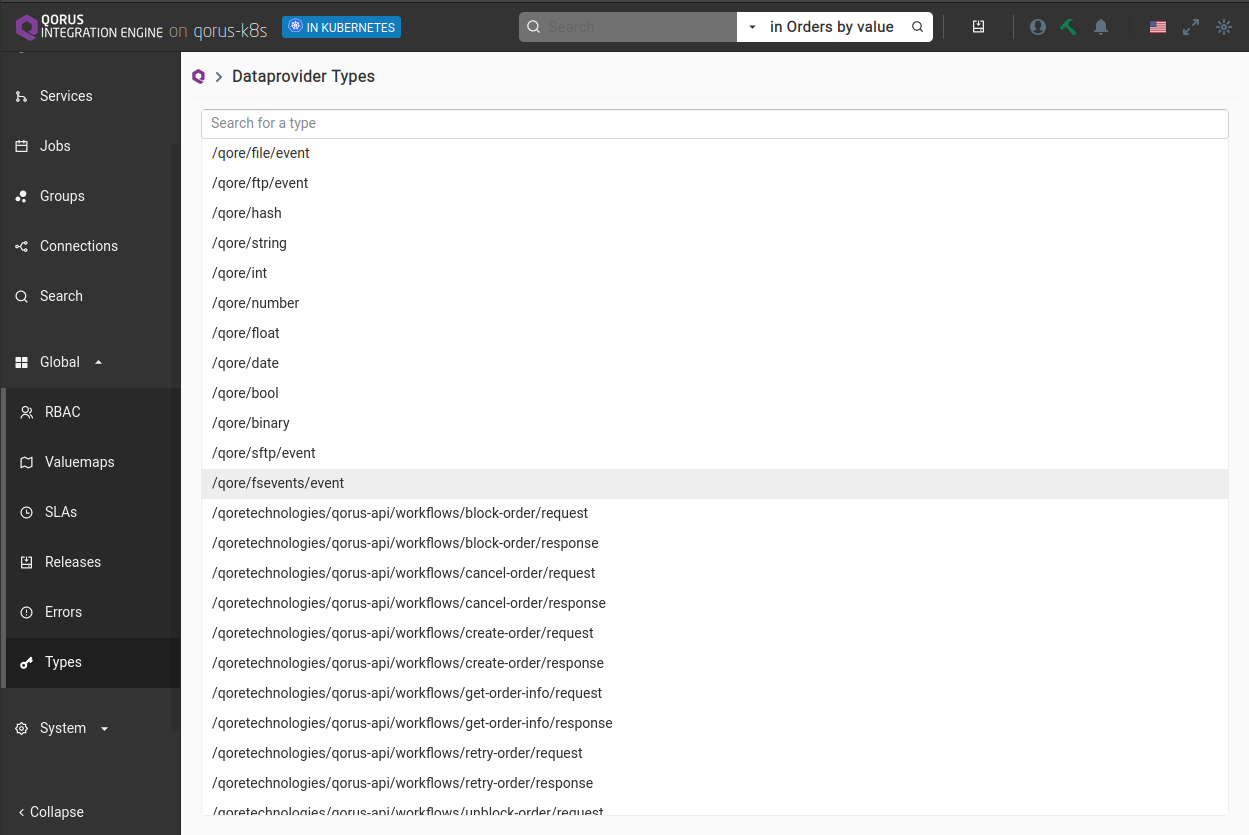 QORUS
INTEGRATION ENGINE on qorus-k8s
IN KUBERNETES
Search
in Orders by value
Services
Jobs
Groups
Connections
Search
Global
RBAC
Valuemaps
SLAs
Releases
Errors
Types
System
Collapse
Dataprovider Types
Search for a type
/qore/file/event
/qore/ftp/event
/qore/hash
/qore/string
/qore/int
/qore/number
/qore/float
/qore/date
/qore/bool
/qore/binary
/qore/sftp/event
/qore/fsevents/event
/qoretechnologies/qorus-api/workflows/block-order/request
/qoretechnologies/qorus-api/workflows/block-order/response
/qoretechnologies/qorus-api/workflows/cancel-order/request
/qoretechnologies/qorus-api/workflows/cancel-order/response
/qoretechnologies/qorus-api/workflows/create-order/request
/qoretechnologies/qorus-api/workflows/create-order/response
/qoretechnologies/qorus-api/workflows/get-order-info/request
/qoretechnologies/qorus-api/workflows/get-order-info/response
/qoretechnologies/qorus-api/workflows/retry-order/request
/qoretechnologies/qorus-api/workflows/retry-order/response
/qoretechnologies/qorus-api/workflows/unblock-order/request